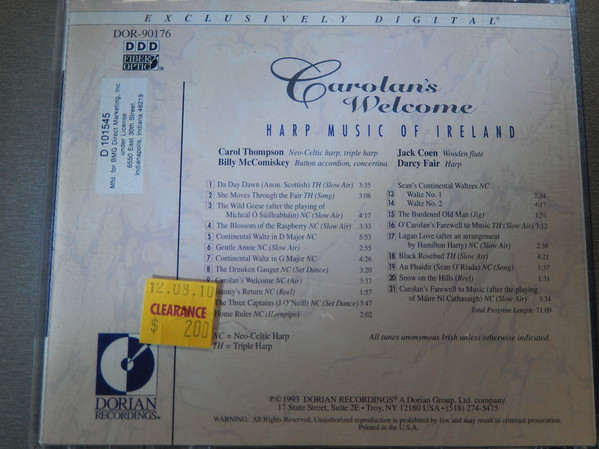 EXCLUSIVELY DIGITAL®
DOR-90176
DDD
FIBER
OPTIC™
D 101545
Mfd. for BMG Direct Marketing, Inc.
under License
6550 East 30th Street,
Indianapolis, Indiana 46219
Carolan's
Welcome
HARP MUSIC OF IRELAND
Carol Thompson Neo-Celtic harp, triple harp
Billy McComiskey Button accordion, concertina
Jack Coen Wooden flute
Darcy Fair Harp
1 Da Day Dawn (Anon. Scottish) TH (Slow Air) 3:35
2 She Moves Through the Fair TH (Song) 3:08
3 The Wild Geese (after the playing of
Mícheál Ó Súilleabháin) NC (Slow Air) 4:17
4 The Blossom of the Raspberry NC (Slow Air) 3:33
5 Continental Waltz in D Major NC 5:53
6 Gentle Annie NC (Slow Air) 2:55
7 Continental Waltz in G Major NC 4:26
8 The Drunken Gauger NC (Set Dance) 3:20
9 Carolan's Welcome NC (Air) 3:37
Return NC (Reel) 1:57
The Three Captains (J O'Neill) NC (Set Dance) 3:47
Home Ruler NC (Hornpipe) 2:02
NC = Neo-Celtic Harp
TH = Triple Harp
Sean's Continental Waltzes NC
13 Waltz No. 1 2:34
14 Waltz No. 2 4:17
15 The Burdened Old Man (Jig) 1:51
16 O'Carolan's Farewell to Music TH (Slow Air) 3:32
17 Lagan Love (after an arrangement
by Hamilton Harty) NC (Slow Air) 2:36
18 Black Rosebud TH (Slow Air) 4:11
19 An Phaidir (Sean O'Riada) NC (Song) 1:37
20 Snow on the Hills (Reel) 1:31
21 Carolan's Farewell to Music (after the playing
of Máire Ní Chathasaigh) NC (Slow Air) 3:34
Total Program Length: 71:09
All tunes anonymous Irish unless otherwise indicated.
12.08.10
CLEARANCE
$ 200
DORIAN
RECORDINGS®
℗©1993 DORIAN RECORDINGS® A Dorian Group, Ltd. company
17 State Street, Suite 2E • Troy, NY 12180 USA • (518) 274-5475
WARNING: All Rights Reserved. Unauthorized reproduction is prohibited by law and may result in criminal prosecution.
Printed in the U.S.A.